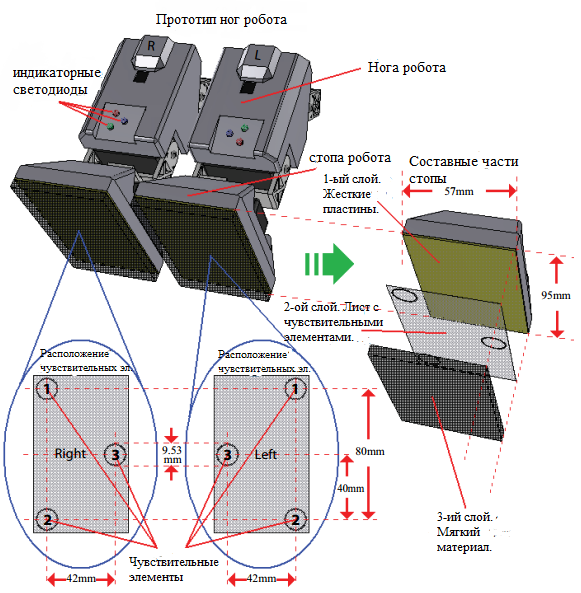 Прототип ног робота
R
L
индикаторные
светодиоды
Нога робота
стопа робота
Составные части
стопы
1-ый слой.
Жесткие
пластины.
57mm
95mm
2-ой слой. Лист с
чувствительными
элементами.
Расположение
чувствительных эл.
Расположение
чувствительных эл.
1
Right
3
2
9.53
mm
1
3
Left
2
80mm
40mm
3-ий слой.
Мягкий
материал.
Чувствительные
элементы
42mm
42mm